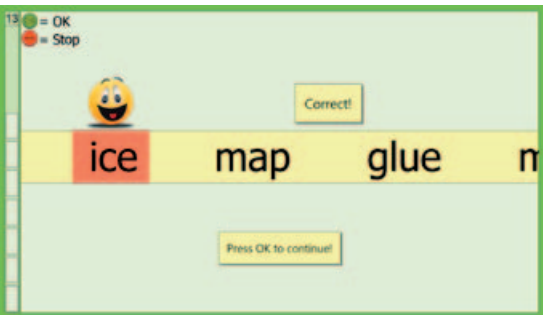 13
= OK
= Stop
Correct!
ice map glue
Press OK to continue!